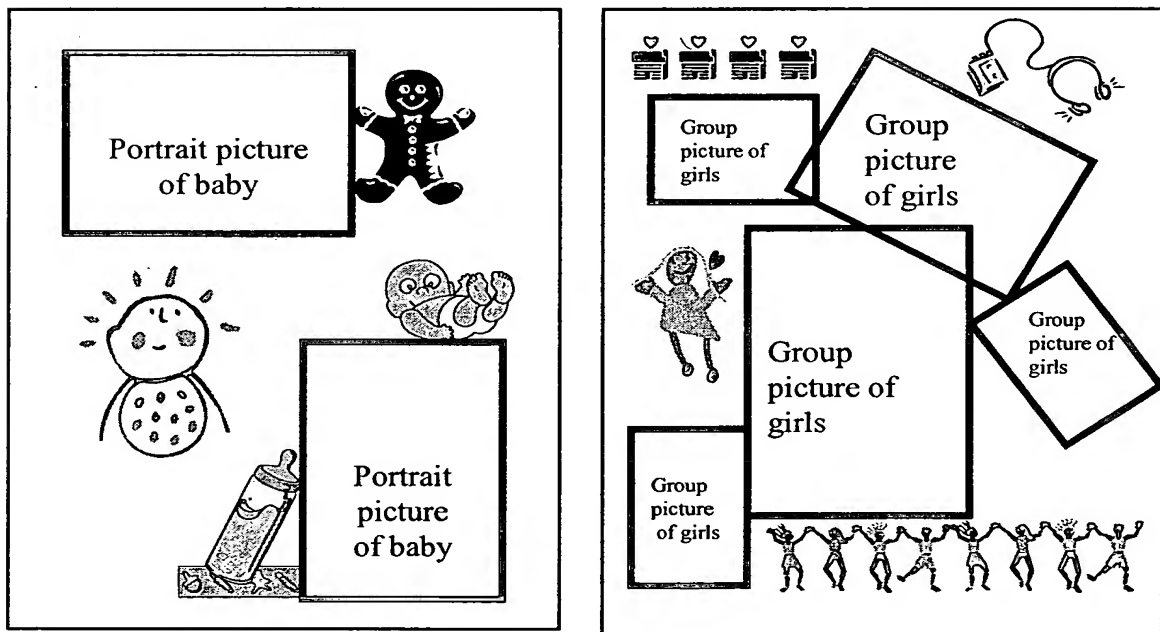 Portrait picture
of baby
Portrait
picture
of baby
Group
picture of
girls
Group
picture
of girls
Group
picture of
girls
Group
picture of
girls
Group
picture
of girls